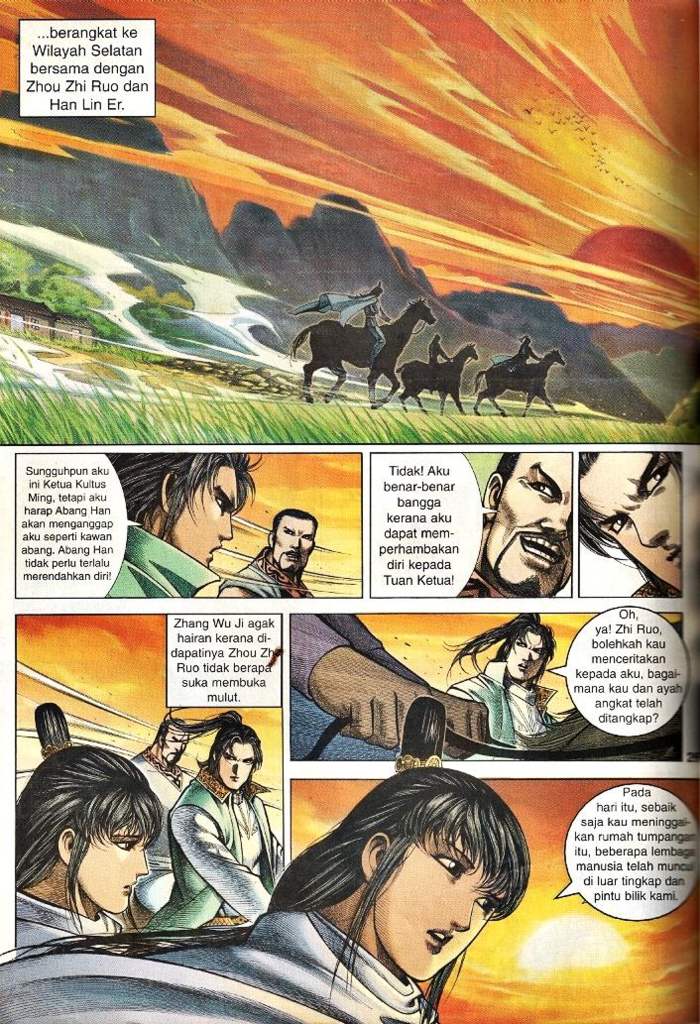 ...berangkat ke
Wilayah Selatan
bersama dengan
Zhou Zhi Ruo dan
Han Lin Er.
Sungguhpun aku
ini Ketua Kultus
Ming, tetapi aku
harap Abang Han
akan menganggap
aku seperti kawan
abang. Abang Han
tidak perlu terlalu
merendahkan diri!
Tidak! Aku
benar-benar
bangga
kerana aku
dapat mem-
perhambakan
diri kepada
Tuan Ketua!
Zhang Wu Ji agak
hairan kerana di-
dapatinya Zhou Zhi
Ruo tidak berapa
suka membuka
mulut.
Oh,
ya! Zhi Ruo,
bolehkah kau
menceritakan
kepada aku, bagai-
mana kau dan ayah
angkat telah
ditangkap?
Pada
hari itu, sebaik
saja kau meninggal-
kan rumah tumpangan
itu, beberapa lembaga
manusia telah muncul
di luar tingkap dan
pintu bilik kami.